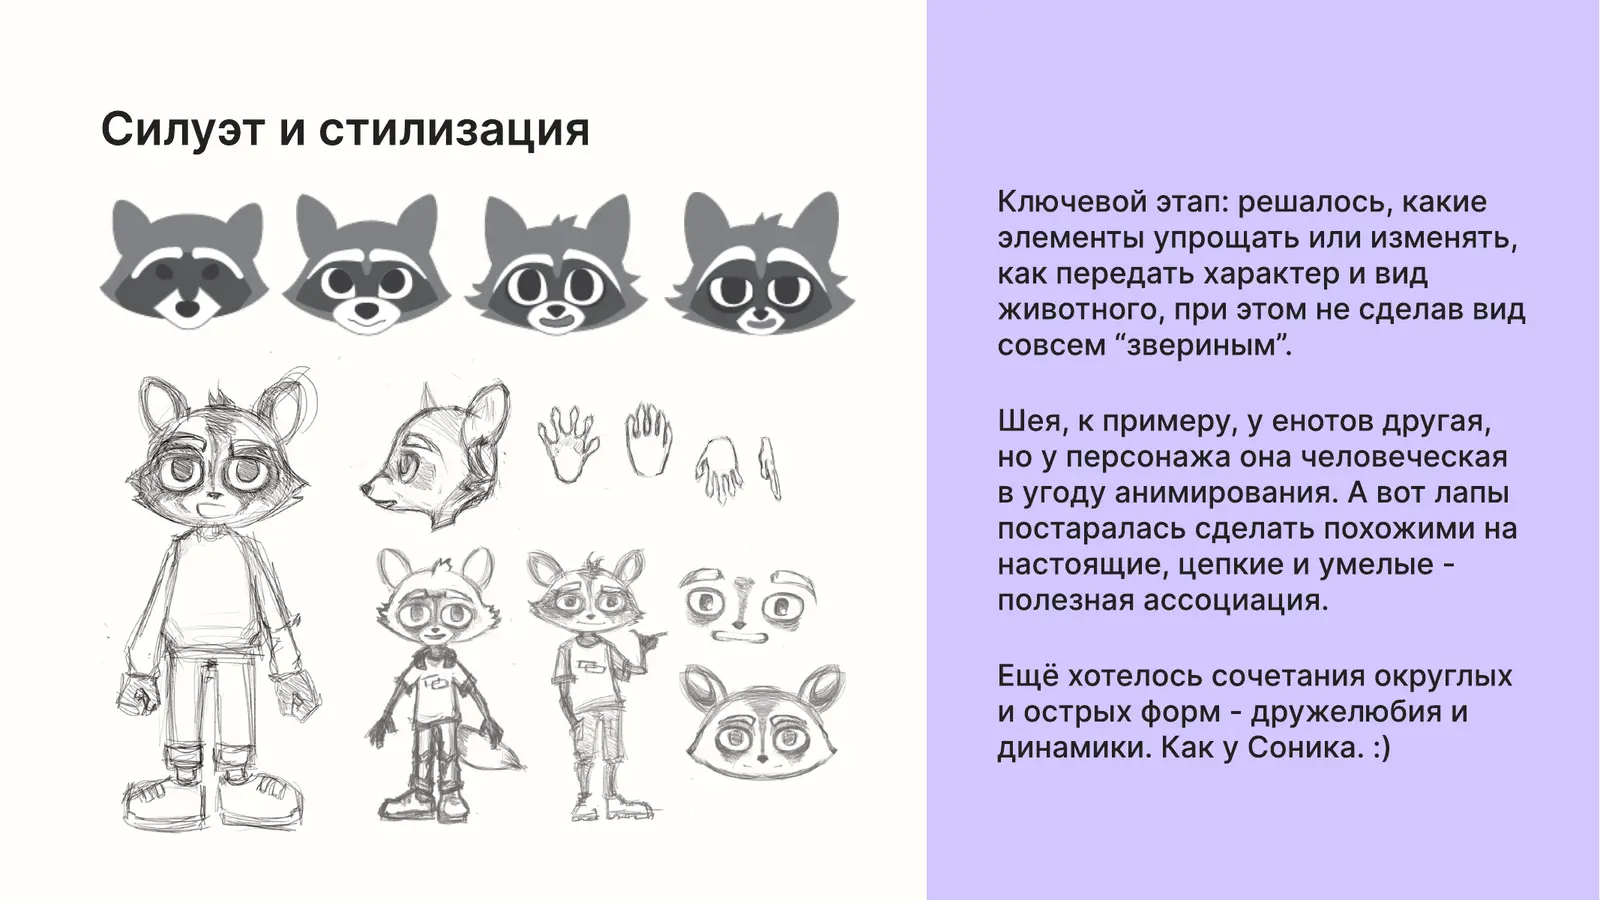 Силуэт и стилизация
Ключевой этап: решалось, какие
элементы упрощать или изменять,
как передать характер и вид
животного, при этом не сделав вид
совсем “звериным”.
Шея, к примеру, у енотов другая,
но у персонажа она человеческая
в угоду анимирования. А вот лапы
постаралась сделать похожими на
настоящие, цепкие и умелые -
полезная ассоциация.
Ещё хотелось сочетания округлых
и острых форм - дружелюбия и
динамики. Как у Соника. :)